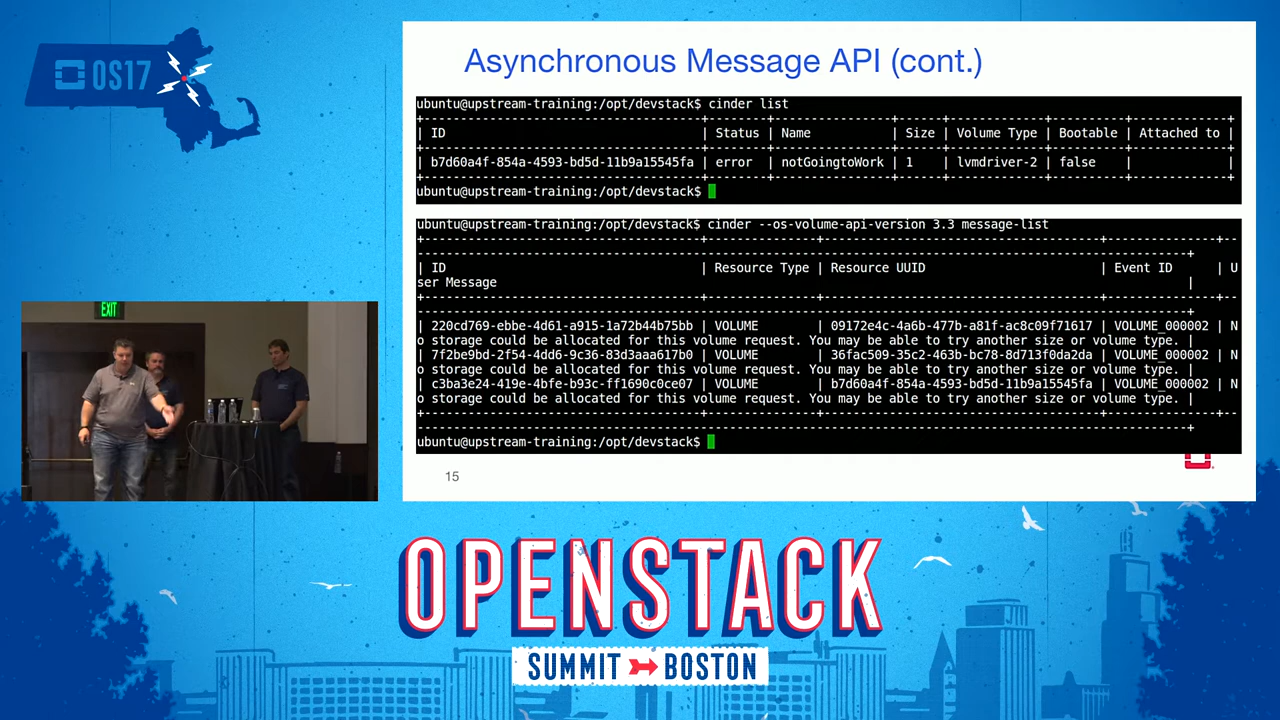 OS17
Asynchronous Message API (cont.)
ubuntu@upstream-training:/opt/devstack$ cinder list
| ID | Status | Name | Size | Volume Type | Bootable | Attached to |
| b7d60a4f-854a-4593-bd5d-11b9a15545fa | error | notGoingtoWork | 1 | lvmdriver-2 | false | |
ubuntu@upstream-training:/opt/devstack$
ubuntu@upstream-training:/opt/devstack$ cinder --os-volume-api-version 3.3 message-list
| ID | Resource Type | Resource UUID | Event ID | U
ser Message |
| 220cd769-ebbe-4d61-a915-1a72b44b75bb | VOLUME | 09172e4c-4a6b-477b-a81f-ac8c09f71617 | VOLUME_000002 | N
o storage could be allocated for this volume request. You may be able to try another size or volume type. |
| 7f2be9bd-2f54-4dd6-9c36-83d3aaa617b0 | VOLUME | 36fa2509-35c2-463b-bc78-8d713f0da2da | VOLUME_000002 | N
o storage could be allocated for this volume request. You may be able to try another size or volume type. |
| c3ba3e24-419e-4bfe-b93c-ff1690c0ce07 | VOLUME | b7d60a4f-854a-4593-bd5d-11b9a15545fa | VOLUME_000002 | N
o storage could be allocated for this volume request. You may be able to try another size or volume type. |
ubuntu@upstream-training:/opt/devstack$
15
EXIT
OPENSTACK
SUMMIT BOSTON